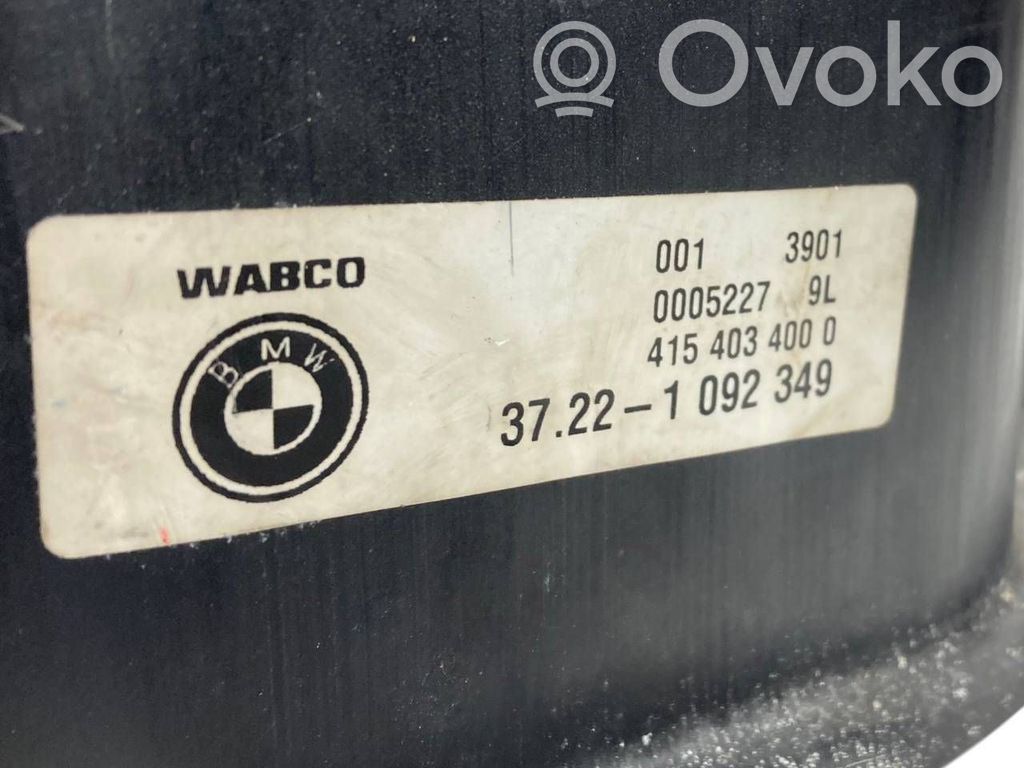 Ovoko
WABCO
BMW
001 3901
0005227 9L
415 403 400 0
37.22-1 092 349